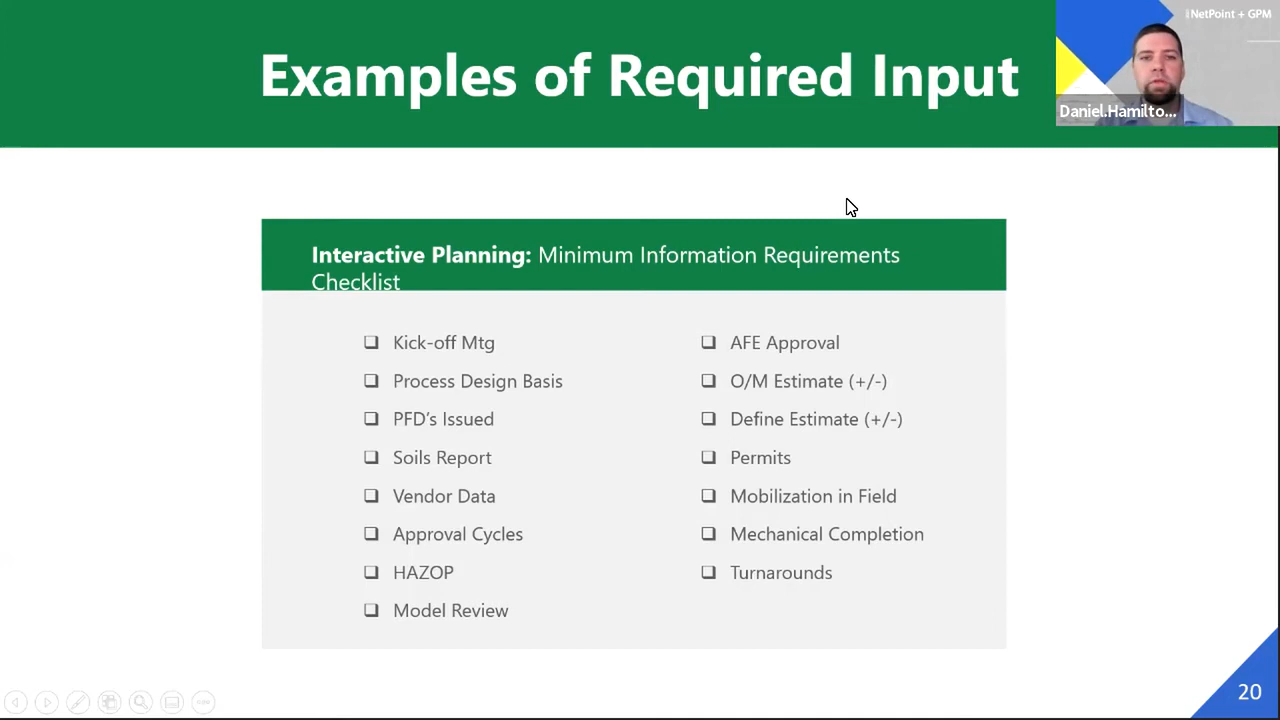 Examples of Required Input
NetPoint + GPM
Daniel.Hamilto...
Interactive Planning: Minimum Information Requirements
Checklist
Kick-off Mtg
Process Design Basis
PFD's Issued
Soils Report
Vendor Data
Approval Cycles
HAZOP
Model Review
AFE Approval
O/M Estimate (+/-)
Define Estimate (+/-)
Permits
Mobilization in Field
Mechanical Completion
Turnarounds
20